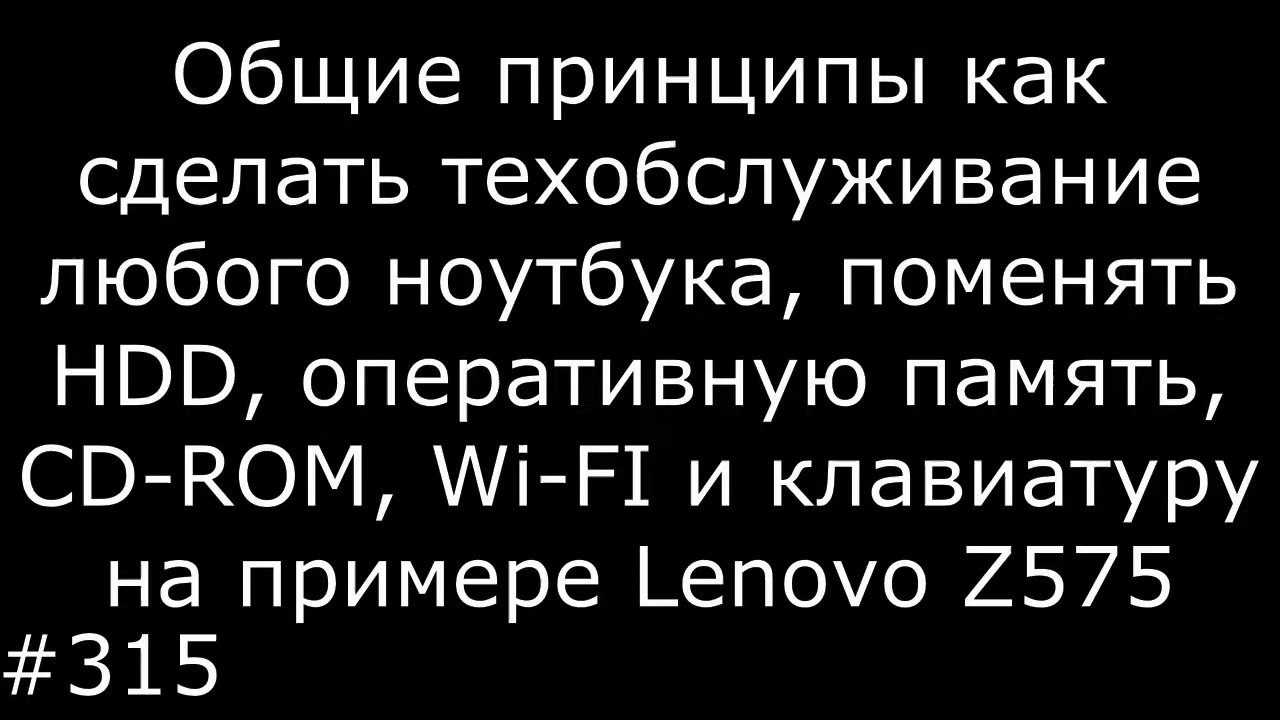 Общие принципы как
сделать техобслуживание
любого ноутбука, поменять
HDD, оперативную память,
CD-ROM, Wi-FI и клавиатуру
на примере Lenovo Z575
#315